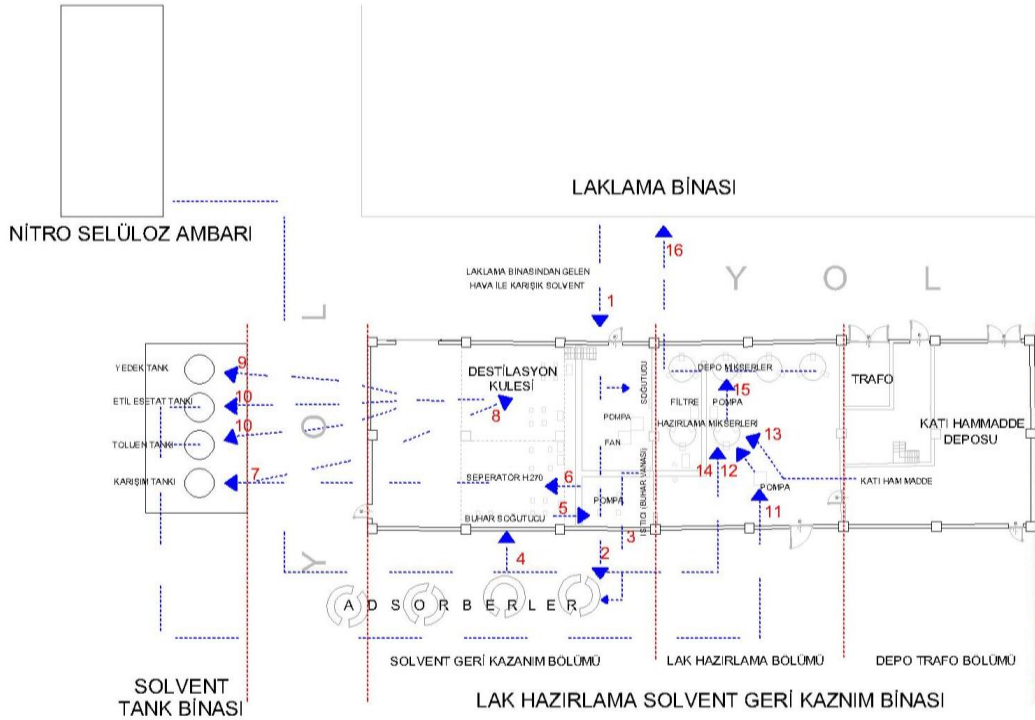 LAKLAMA BİNASI
NİTRO SELÜLOZ AMBARI
16
LAKLAMA BİNASINDAN GELEN
HAVA İLE KARIŞIK SOLVENT
Y O L
1
Y O L
YEDEK TANK
9
ETİL ESETAT TANKI
10
TOLUEN TANKI
10
KARIŞIM TANKI
7
DESTİLASYON
KULESİ
8
SOĞUTUCU
POMPA
FAN
DEPO MİKSERLER
FİLTRE
POMPA
15
HAZIRLAMA MİKSERLERİ
14
12
13
TRAFO
KATI HAMMADDE
DEPOSU
SEPERATÖR H:270
6
5
POMPA
ISITICI (BUHAR VANASI)
3
POMPA
11
KATI HAM MADDE
BUHAR SOĞUTUCU
4
2
A D S O R B E R L E R
SOLVENT GERİ KAZANIM BÖLÜMÜ
LAK HAZIRLAMA BÖLÜMÜ
DEPO TRAFO BÖLÜMÜ
SOLVENT
TANK BİNASI
LAK HAZIRLAMA SOLVENT GERİ KAZNIM BİNASI